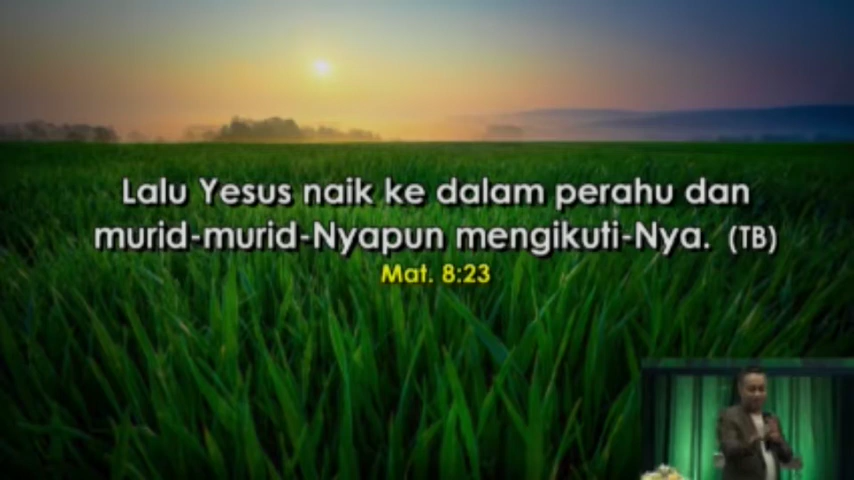 Lalu Yesus naik ke dalam perahu dan
murid-murid-Nyapun mengikuti-Nya. (TB)
Mat. 8:23